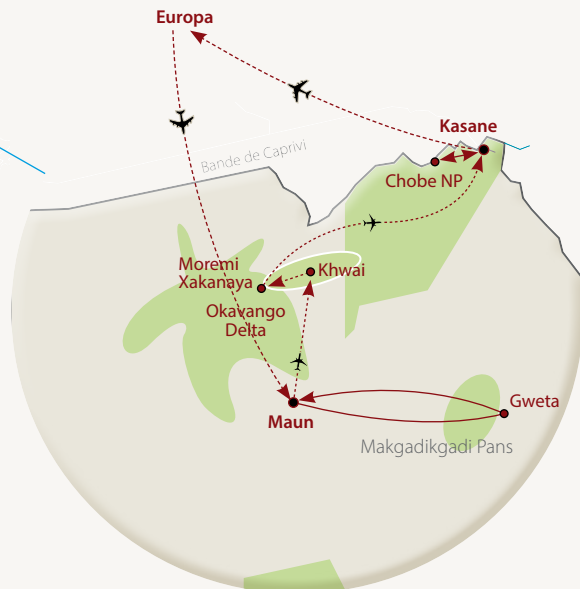 Europa
Kasane
Bande de Caprivi
Chobe NP
Moremi
Xakanaya
Khwai
Okavango
Delta
Gweta
Maun
Makgadikgadi Pans